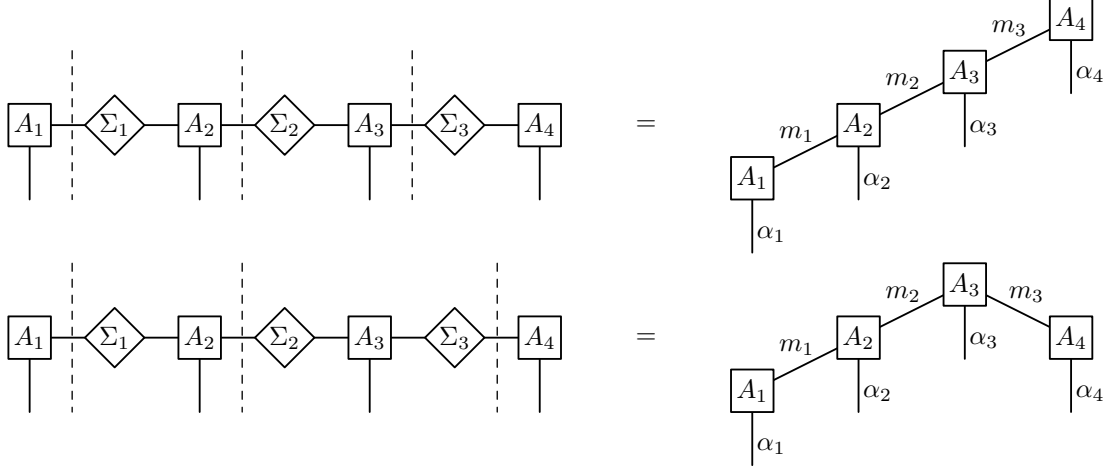 A₄
m₃
A₃
m₂
α₄
A₁ Σ₁ A₂ Σ₂ A₃ Σ₃ A₄ = A₂
α₃
m₁
A₁
α₂
α₁
A₃
m₂ m₃
A₁ Σ₁ A₂ Σ₂ A₃ Σ₃ A₄ = A₂ α₃ A₄
m₁
A₁ α₂ α₄
α₁